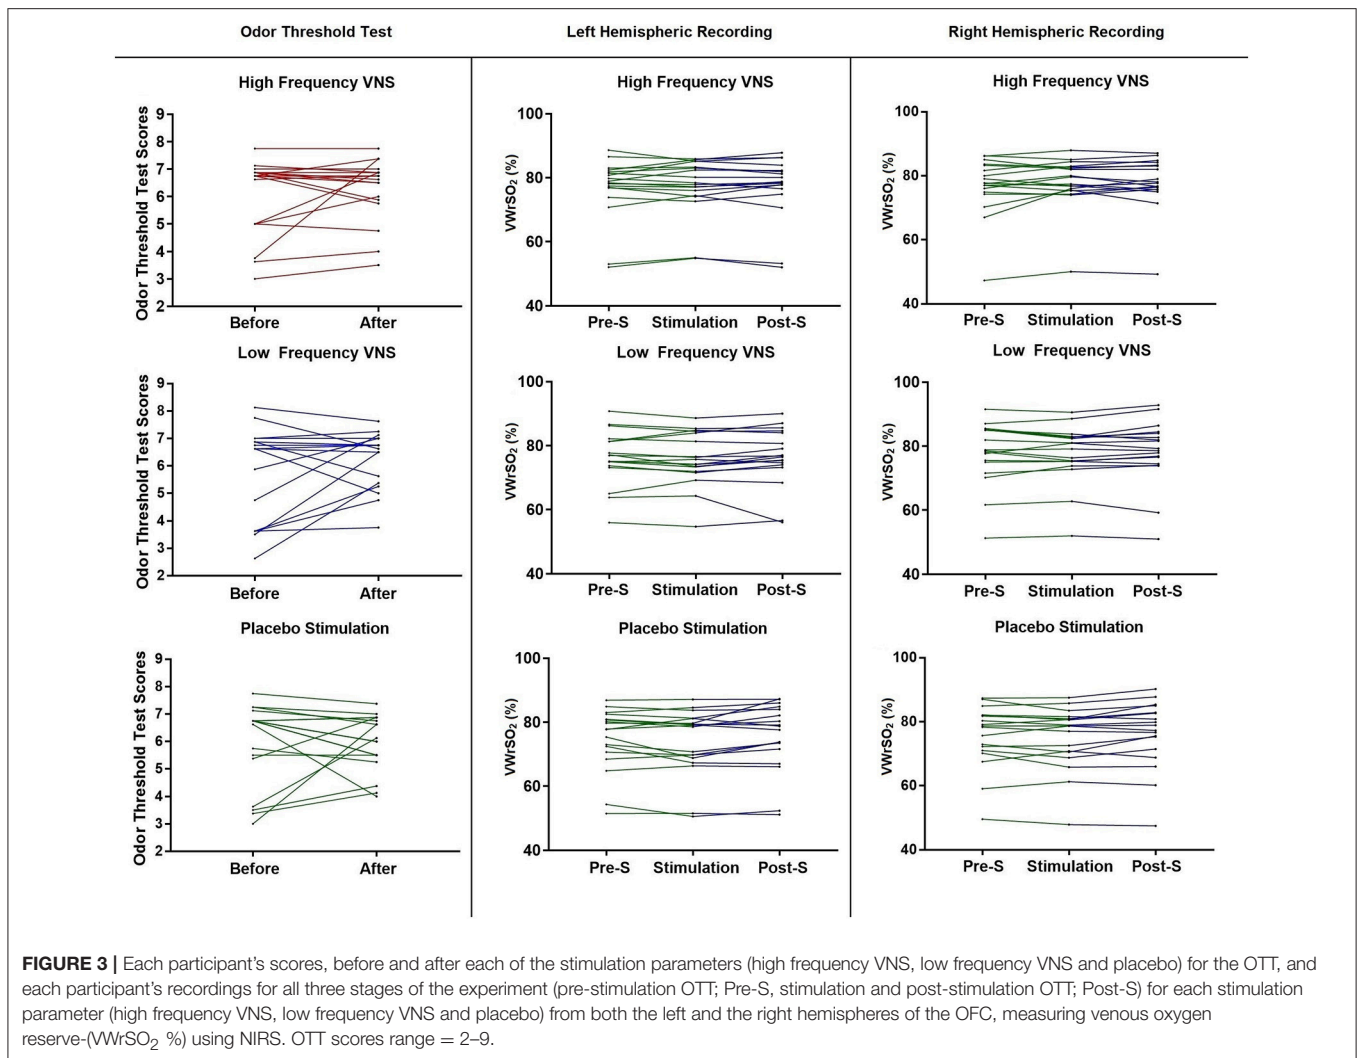 Odor Threshold Test
Left Hemispheric Recording
Right Hemispheric Recording
High Frequency VNS
Odor Threshold Test Scores
9
8
7
6
5
4
3
2
Before
After
High Frequency VNS
VWrSO₂ (%)
100
80
60
40
Pre-S
Stimulation
Post-S
High Frequency VNS
VWrSO₂ (%)
100
80
60
40
Pre-S
Stimulation
Post-S
Low Frequency VNS
Odor Threshold Test Scores
9
8
7
6
5
4
3
2
Before
After
Low Frequency VNS
VWrSO₂ (%)
100
80
60
40
Pre-S
Stimulation
Post-S
Low Frequency VNS
VWrSO₂ (%)
100
80
60
40
Pre-S
Stimulation
Post-S
Placebo Stimulation
Odor Threshold Test Scores
9
8
7
6
5
4
3
2
Before
After
Placebo Stimulation
VWrSO₂ (%)
100
80
60
40
Pre-S
Stimulation
Post-S
Placebo Stimulation
VWrSO₂ (%)
100
80
60
40
Pre-S
Stimulation
Post-S
FIGURE 3 | Each participant's scores, before and after each of the stimulation parameters (high frequency VNS, low frequency VNS and placebo) for the OTT, and
each participant's recordings for all three stages of the experiment (pre-stimulation OTT; Pre-S, stimulation and post-stimulation OTT; Post-S) for each stimulation
parameter (high frequency VNS, low frequency VNS and placebo) from both the left and the right hemispheres of the OFC, measuring venous oxygen
reserve-(VWrSO₂ %) using NIRS. OTT scores range = 2–9.